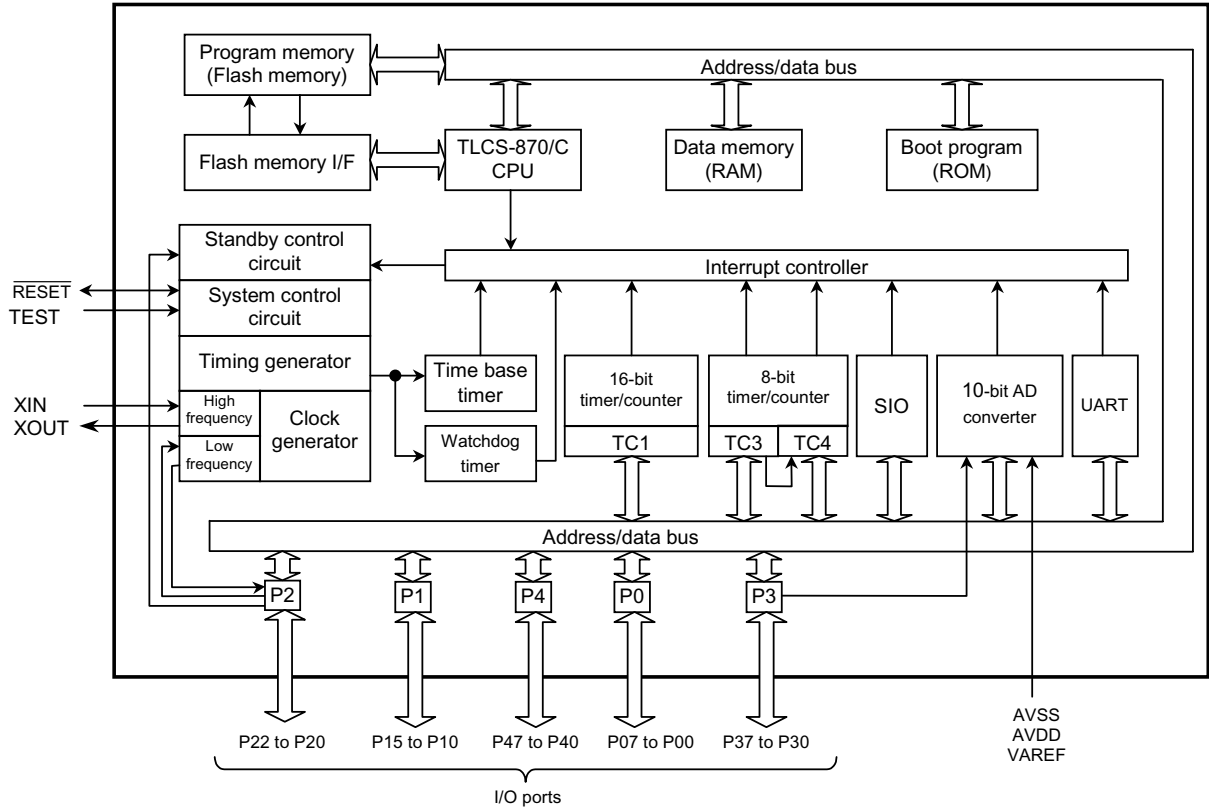 Program memory
(Flash memory)
Address/data bus
Flash memory I/F
TLCS-870/C
CPU
Data memory
(RAM)
Boot program
(ROM)
Standby control
circuit
Interrupt controller
RESET
TEST
System control
circuit
Timing generator
Time base
timer
16-bit
timer/counter
TC1
8-bit
timer/counter
TC3
TC4
SIO
10-bit AD
converter
UART
XIN
XOUT
High
frequency
Low
frequency
Clock
generator
Watchdog
timer
Address/data bus
P2
P1
P4
P0
P3
P22 to P20
P15 to P10
P47 to P40
P07 to P00
P37 to P30
AVSS
AVDD
VAREF
I/O ports